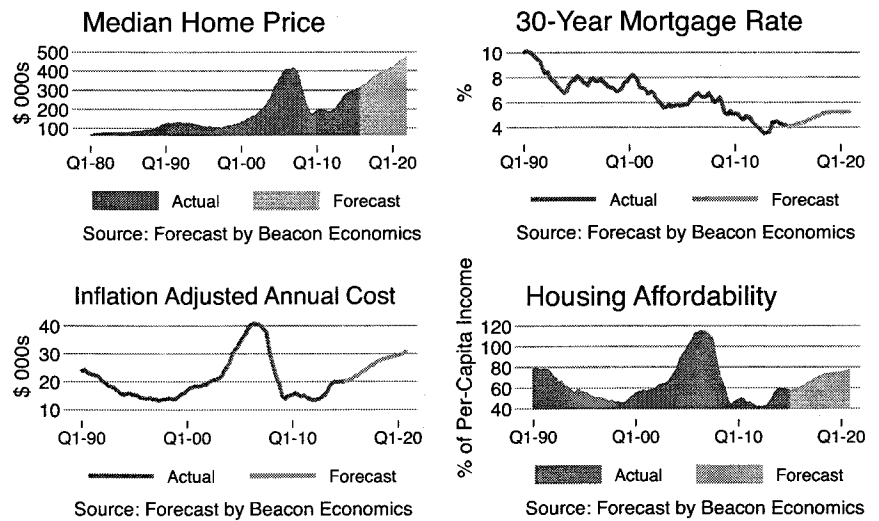 Median Home Price
$ 000s
500
400
300
200
100
Q1-80 Q1-90 Q1-00 Q1-10 Q1-20
Actual Forecast
Source: Forecast by Beacon Economics
30-Year Mortgage Rate
%
10
8
6
4
Q1-90 Q1-00 Q1-10 Q1-20
Actual Forecast
Source: Forecast by Beacon Economics
Inflation Adjusted Annual Cost
$ 000s
40
30
20
10
Q1-90 Q1-00 Q1-10 Q1-20
Actual Forecast
Source: Forecast by Beacon Economics
Housing Affordability
% of Per-Capita Income
120
100
80
60
40
Q1-90 Q1-00 Q1-10 Q1-20
Actual Forecast
Source: Forecast by Beacon Economics